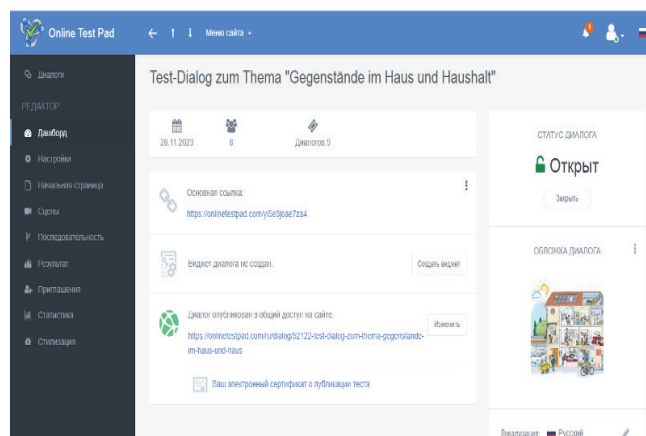 Online Test Pad
Меню сайта
Диалоги
РЕДАКТОР
Дашборд
Настройки
Начальная страница
Сцены
Последовательность
Результат
Приглашения
Статистика
Стилизация
Test-Dialog zum Thema "Gegenstände im Haus und Haushalt"
28.11.2023
8
Диалогов: 9
Основная ссылка:
https://onlinetestpad.com/yi5e3joae7za4
Виджет диалога не создан.
Создать виджет
Диалог опубликован в общий доступ на сайте.
Изменить
https://onlinetestpad.com/ru/dialog/52122-test-dialog-zum-thema-gegenstande-
im-haus-und-haus
Ваш электронный сертификат о публикации теста
СТАТУС ДИАЛОГА
Открыт
Закрыть
ОБЛОЖКА ДИАЛОГА
Локализация:
Русский